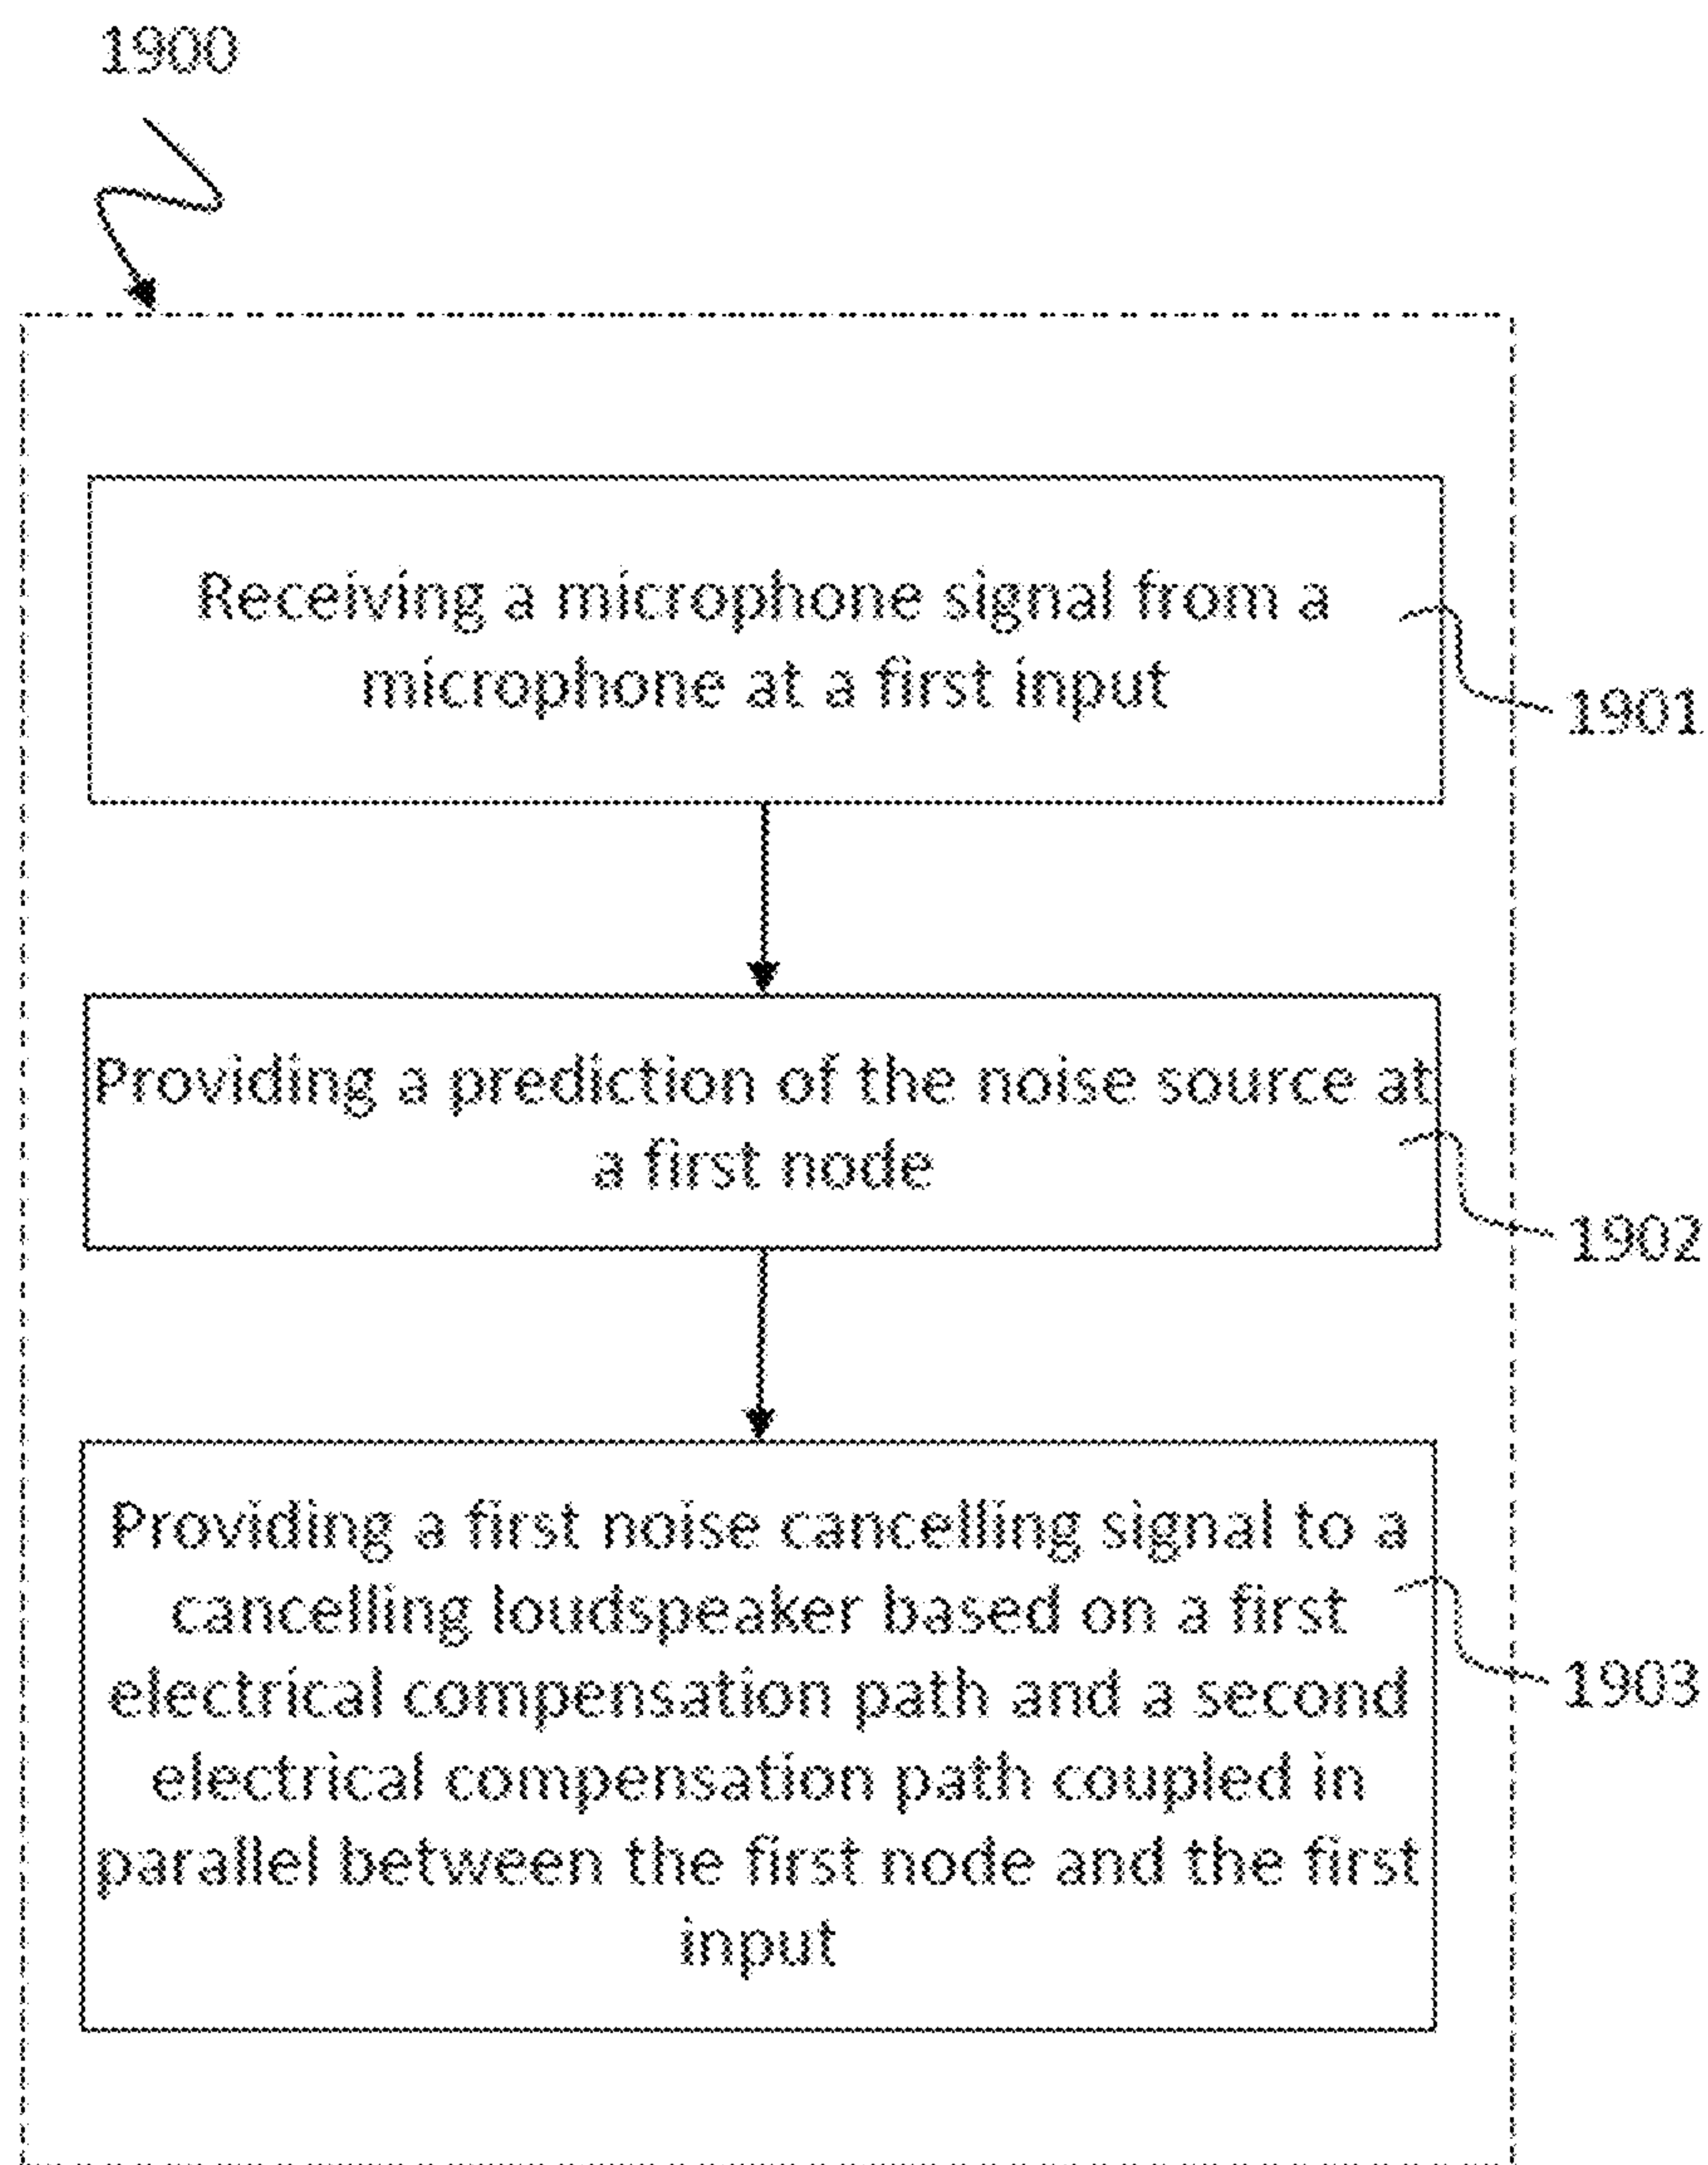 1900
Receiving a microphone signal from a
microphone at a first input
1901
Providing a prediction of the noise source at
a first node
1902
Providing a first noise cancelling signal to a
cancelling loudspeaker based on a first
electrical compensation path and a second
electrical compensation path coupled in
parallel between the first node and the first
input
1903